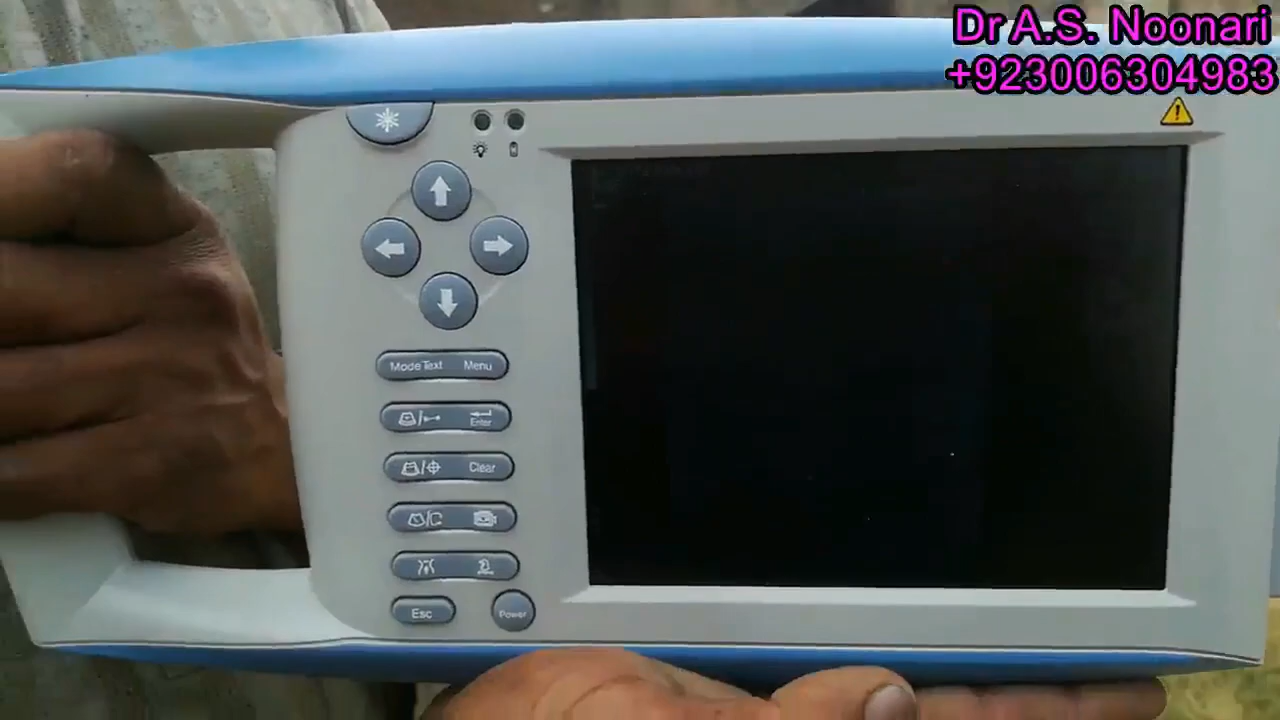 Dr A.S. Noonari
+923006304983
Mode Text Menu
Enter
Clear
Esc
Power